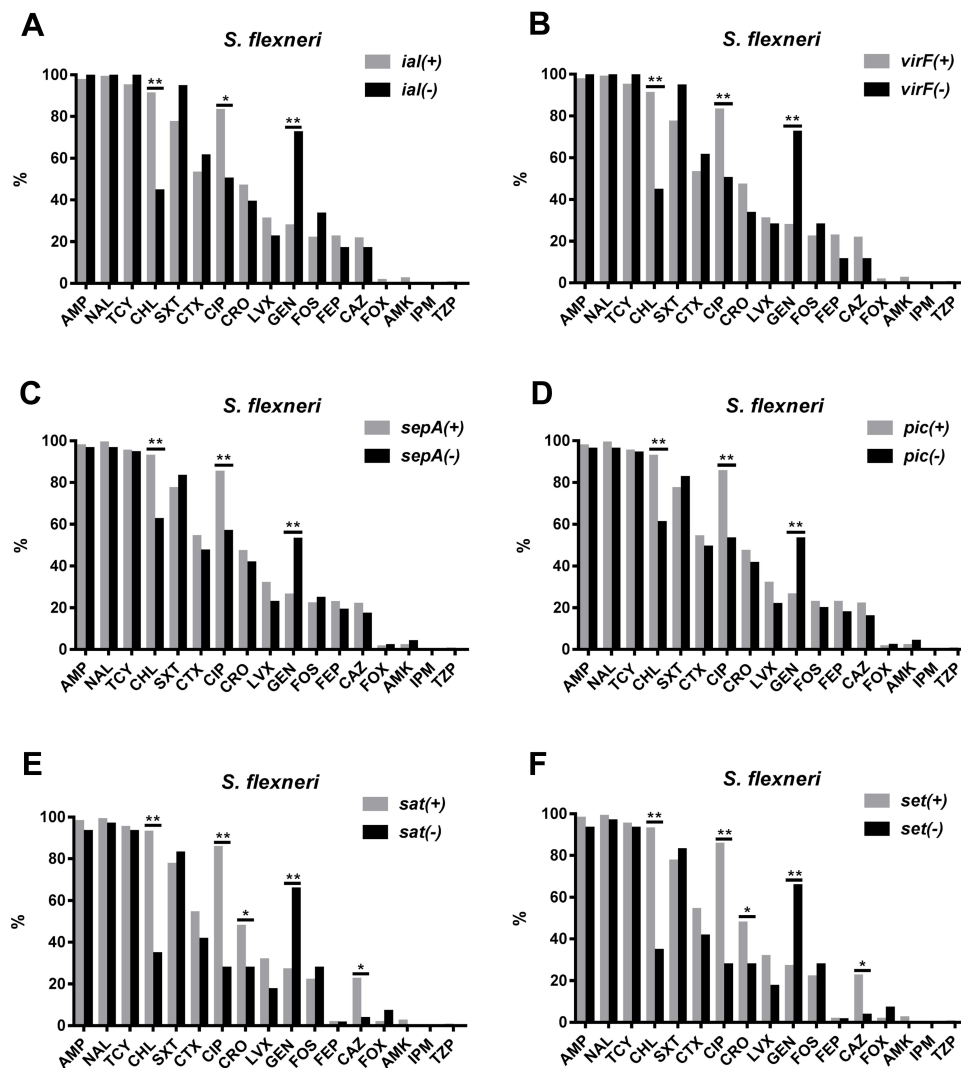 A
S. flexneri
ial(+)
ial(-)
%
100
80
60
40
20
0
** * **
AMP NAL TCY CHL SXT CTX CIP CRO LVX GEN FOS FEP CAZ FOX AMK IPM TZP
B
S. flexneri
virF(+)
virF(-)
%
100
80
60
40
20
0
** ** **
AMP NAL TCY CHL SXT CTX CIP CRO LVX GEN FOS FEP CAZ FOX AMK IPM TZP
C
S. flexneri
sepA(+)
sepA(-)
%
100
80
60
40
20
0
** ** **
AMP NAL TCY CHL SXT CTX CIP CRO LVX GEN FOS FEP CAZ FOX AMK IPM TZP
D
S. flexneri
pic(+)
pic(-)
%
100
80
60
40
20
0
** ** **
AMP NAL TCY CHL SXT CTX CIP CRO LVX GEN FOS FEP CAZ FOX AMK IPM TZP
E
S. flexneri
sat(+)
sat(-)
%
100
80
60
40
20
0
** ** * ** *
AMP NAL TCY CHL SXT CTX CIP CRO LVX GEN FOS FEP CAZ FOX AMK IPM TZP
F
S. flexneri
set(+)
set(-)
%
100
80
60
40
20
0
** ** * ** *
AMP NAL TCY CHL SXT CTX CIP CRO LVX GEN FOS FEP CAZ FOX AMK IPM TZP